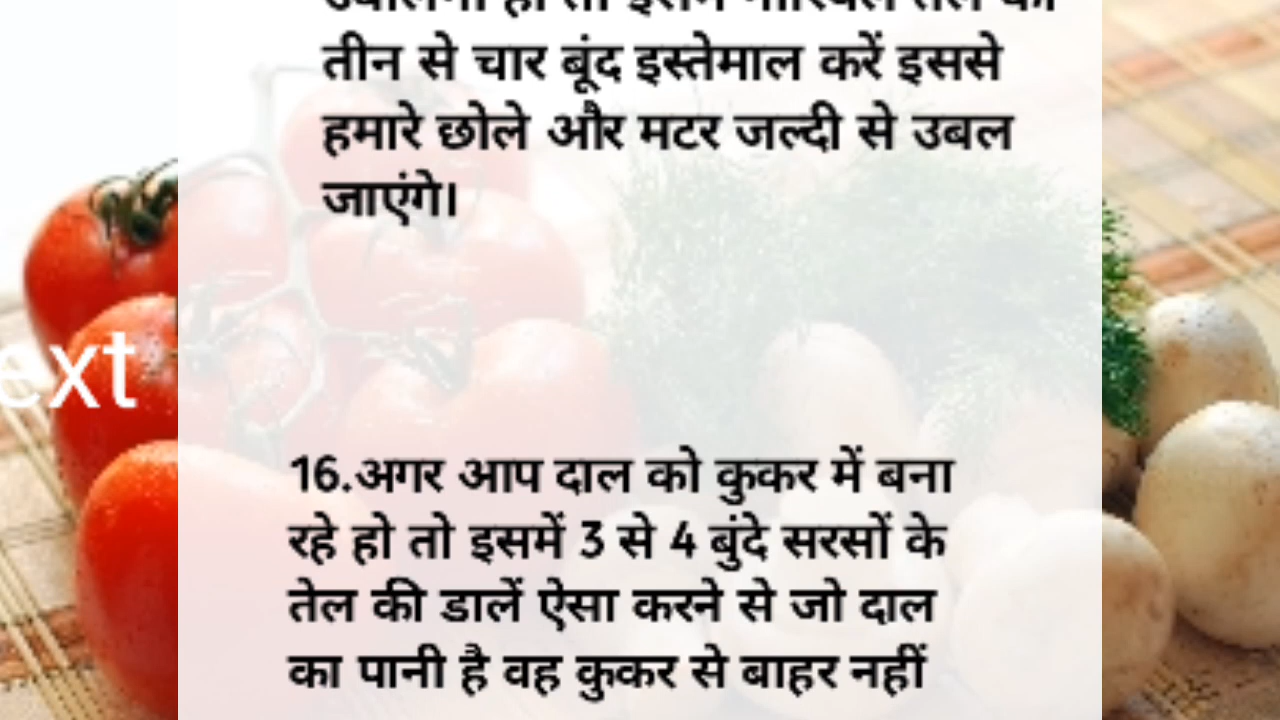 तीन से चार बूंद इस्तेमाल करें इससे
हमारे छोले और मटर जल्दी से उबल
जाएंगे।
ext
16.अगर आप दाल को कुकर में बना
रहे हो तो इसमें 3 से 4 बुंदे सरसों के
तेल की डालें ऐसा करने से जो दाल
का पानी है वह कुकर से बाहर नहीं